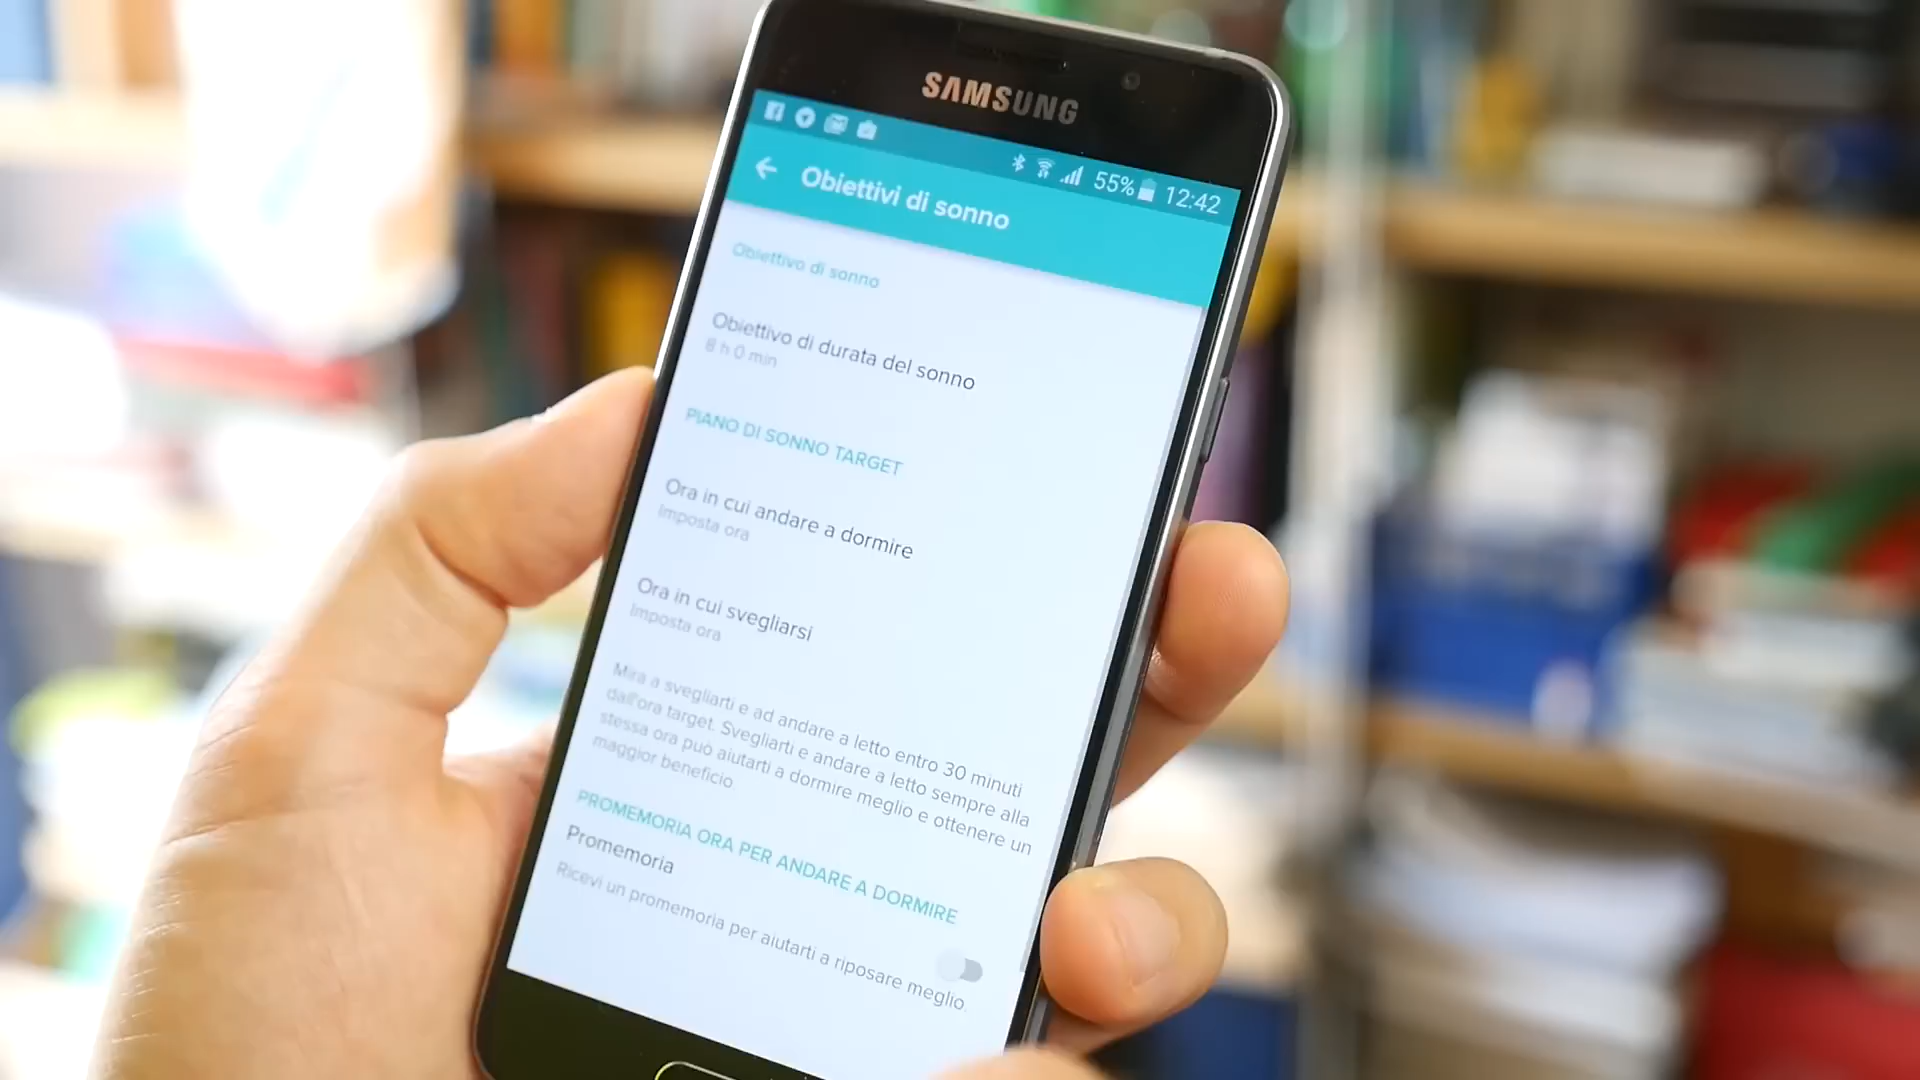 SAMSUNG
55% 12:42
Obiettivi di sonno
Obiettivo di sonno
Obiettivo di durata del sonno
8 h 0 min
PIANO DI SONNO TARGET
Ora in cui andare a dormire
Imposta ora
Ora in cui svegliarsi
Imposta ora
Mira a svegliarti e ad andare a letto entro 30 minuti
dall'ora target. Svegliarti e andare a letto sempre alla
stessa ora può aiutarti a dormire meglio e ottenere un
maggior beneficio
PROMEMORIA ORA PER ANDARE A DORMIRE
Promemoria
Ricevi un promemoria per aiutarti a riposare meglio.